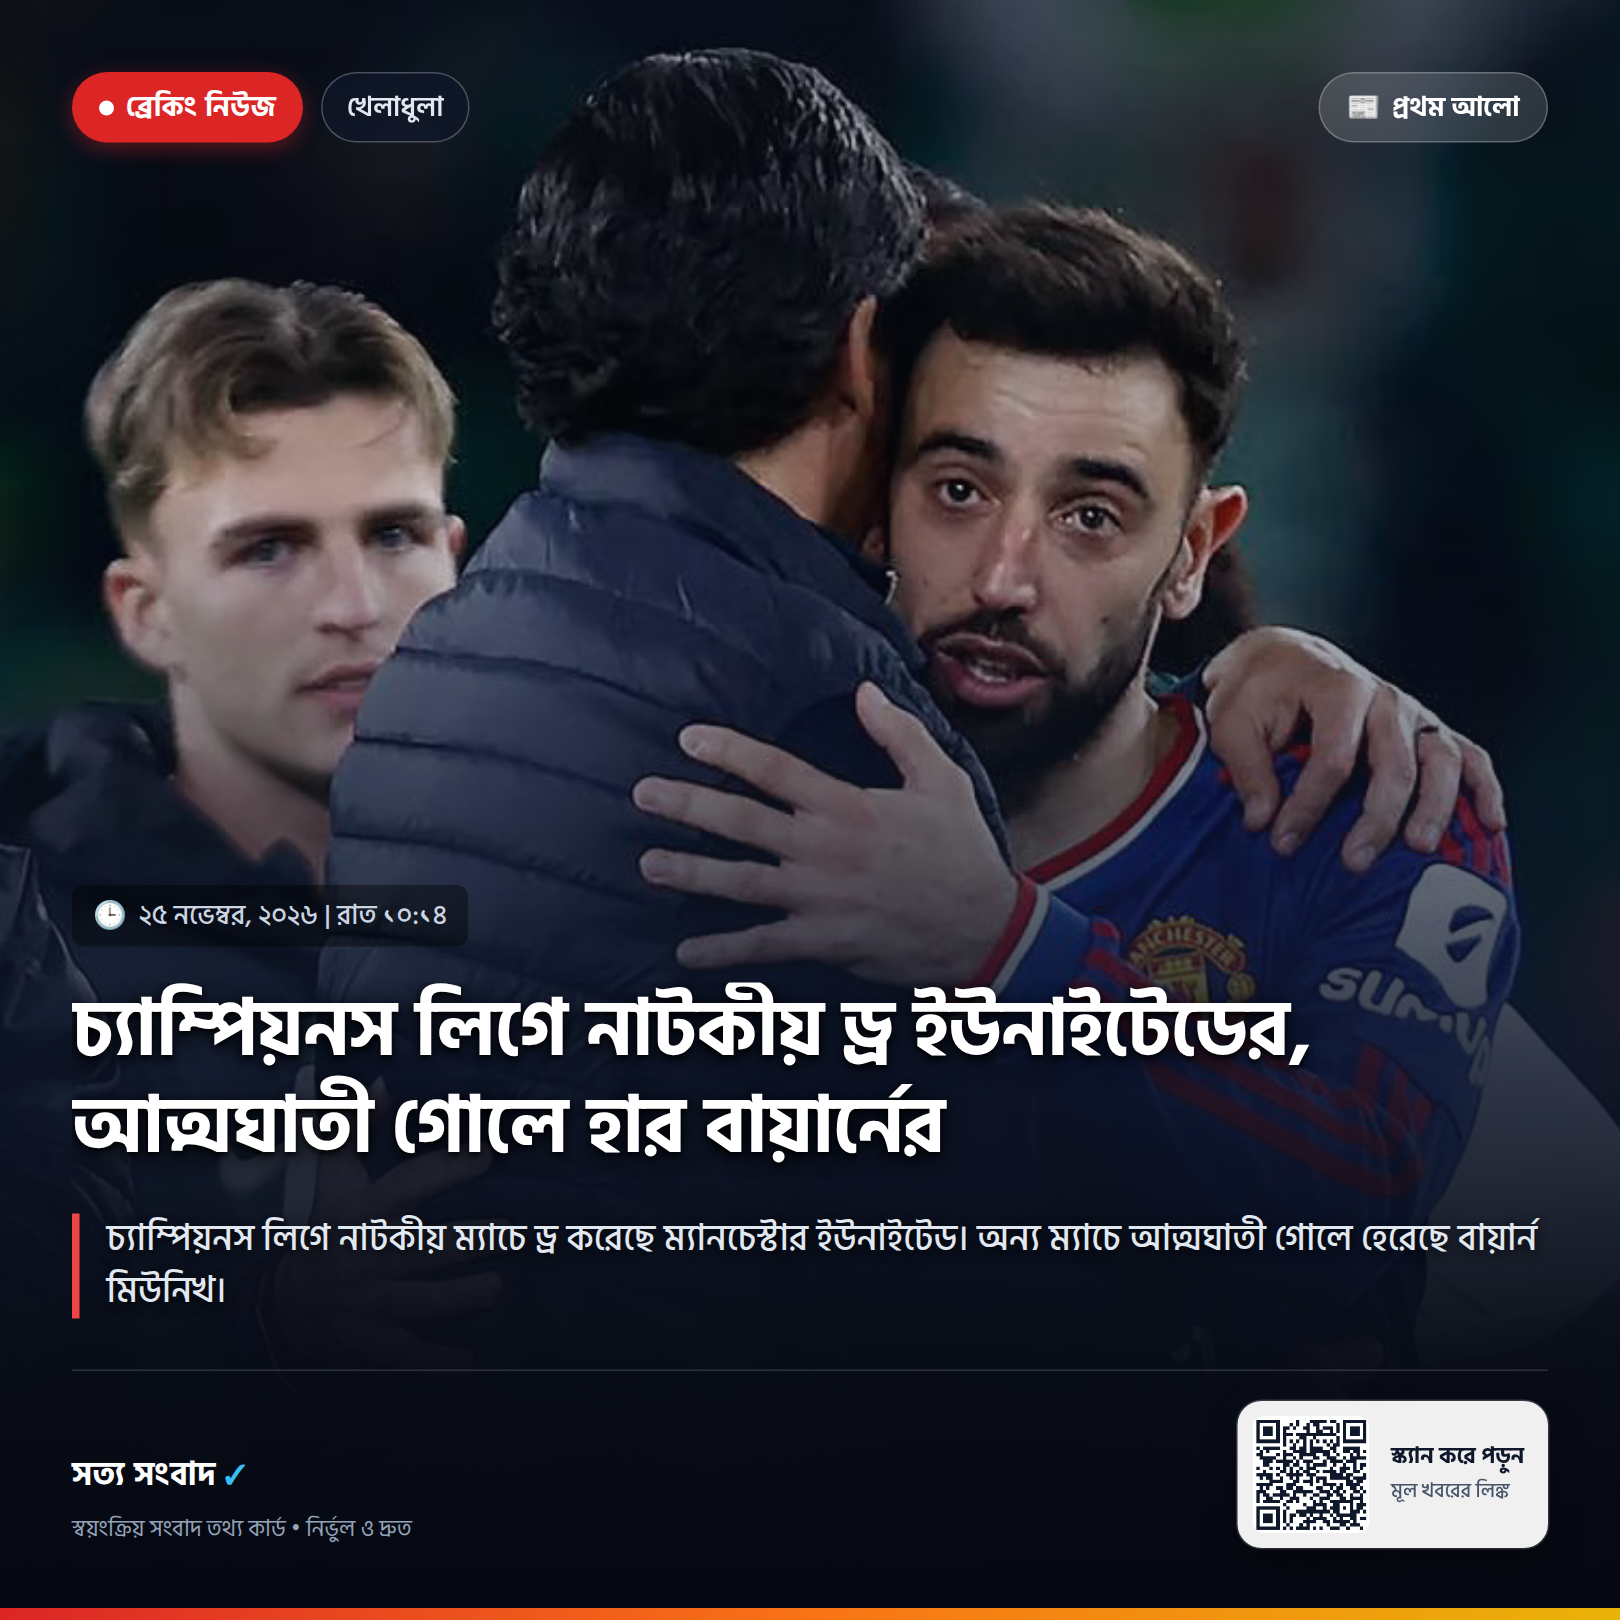 ব্রেকিং নিউজ
খেলাধুলা
প্রথম আলো
২৫ নভেম্বর, ২০২৬ | রাত ১০:১৪
MANCHESTER
চ্যাম্পিয়নস লিগে নাটকীয় ড্র ইউনাইটেডের,
আত্মঘাতী গোলে হার বায়ার্নের
চ্যাম্পিয়নস লিগে নাটকীয় ম্যাচে ড্র করেছে ম্যানচেস্টার ইউনাইটেড। অন্য ম্যাচে আত্মঘাতী গোলে হেরেছে বায়ার্ন
মিউনিখ।
সত্য সংবাদ ✓
স্বয়ংক্রিয় সংবাদ তথ্য কার্ড • নির্ভুল ও দ্রুত
স্ক্যান করে পড়ুন
মূল খবরের লিঙ্ক